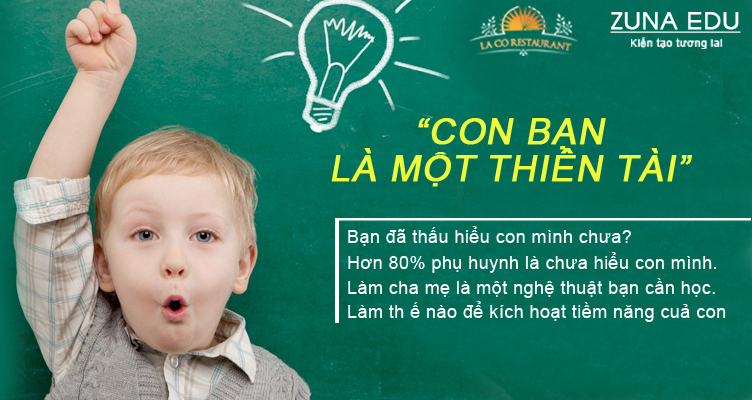 LA CO RESTAURANT
ZUNA EDU
Kiến tạo tương lai
“CON BẠN
LÀ MỘT THIÊN TÀI”
Bạn đã thấu hiểu con mình chưa?
Hơn 80% phụ huynh là chưa hiểu con mình.
Làm cha mẹ là một nghệ thuật bạn cần học.
Làm th ế nào để kích hoạt tiềm năng cuả con